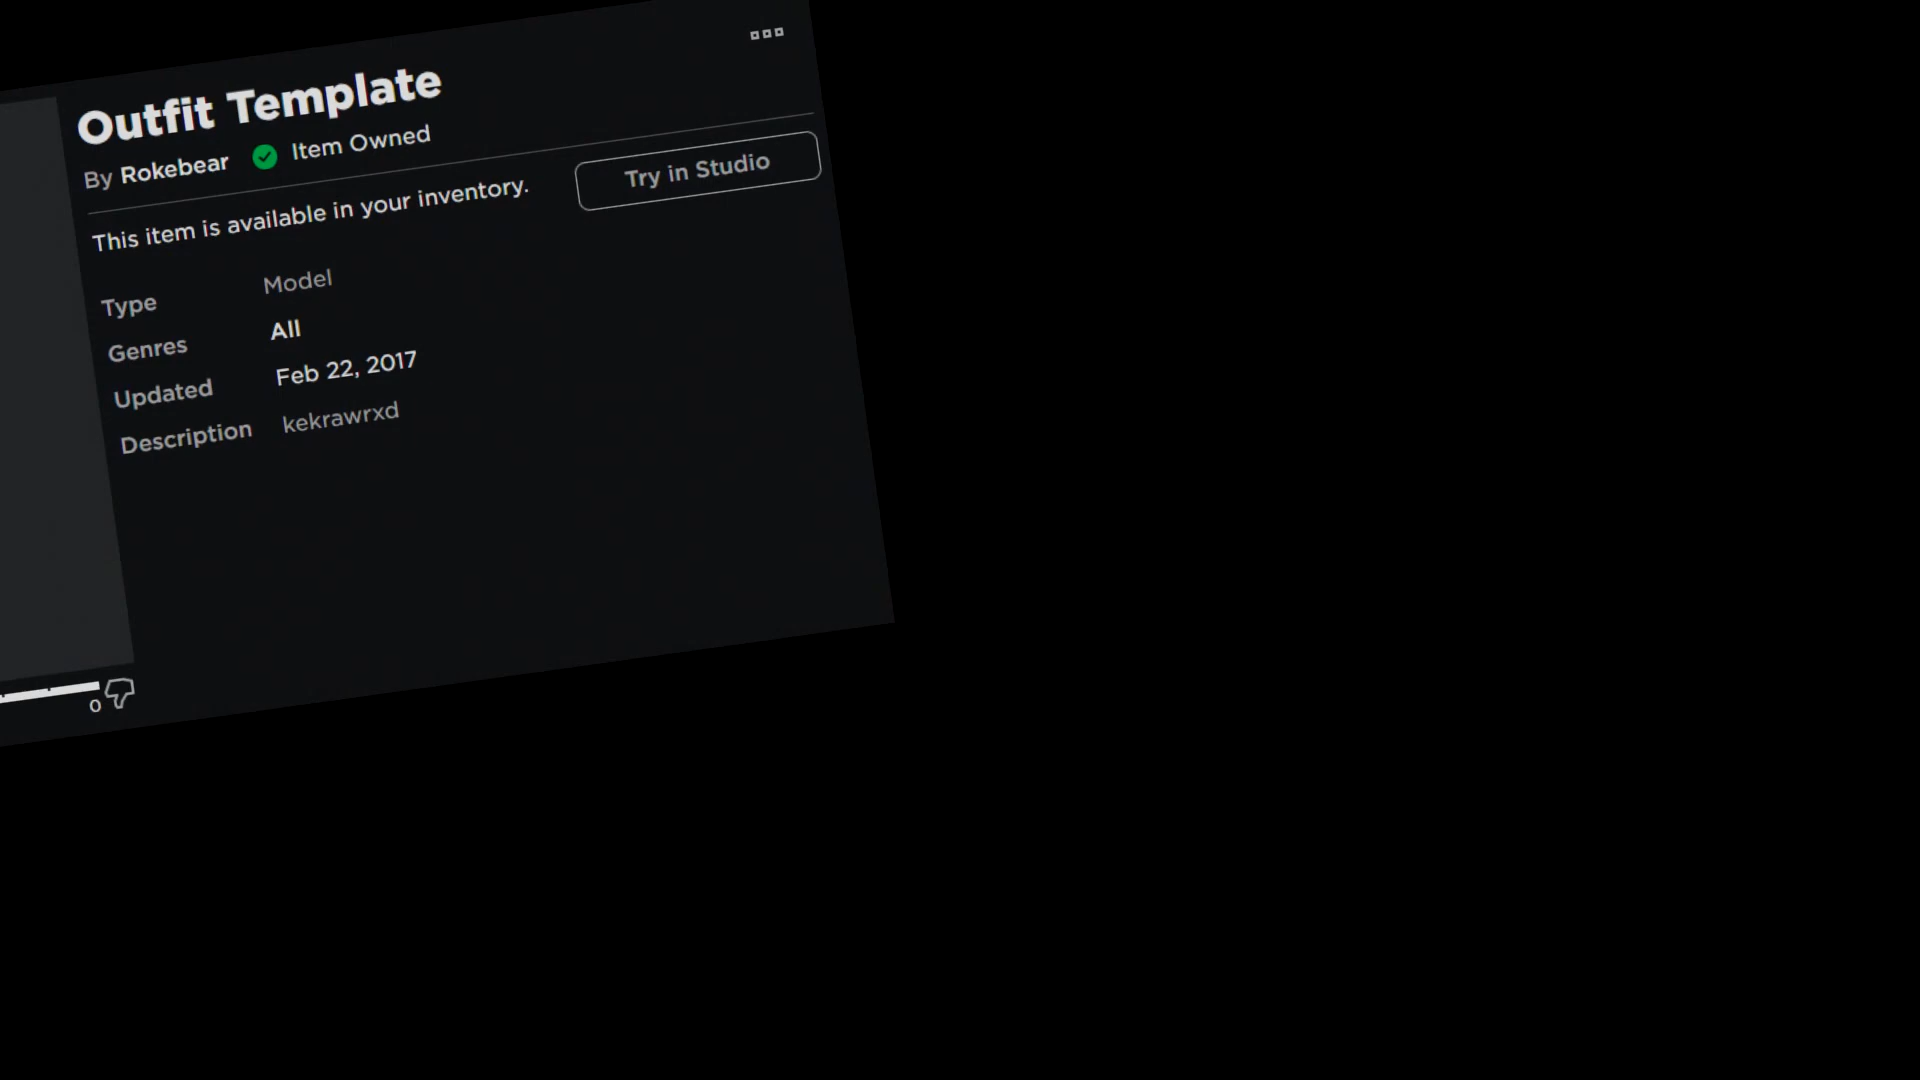 Outfit Template
By Rokebear Item Owned
This item is available in your inventory.
Try in Studio
Type Model
Genres All
Updated Feb 22, 2017
Description kekrawrxd
0